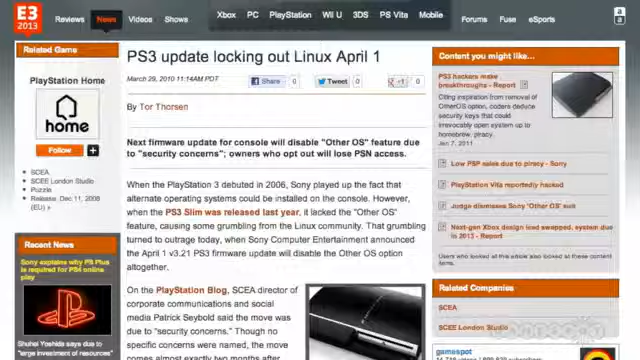 E3
2013
Reviews
News
Videos
Shows
Xbox
PC
PlayStation
Wii U
3DS
PS Vita
Mobile
Forums
Fuse
eSports
Related Game
PlayStation Home
home
Follow
SCEA
SCEE London Studio
Puzzle
Release: Dec 11, 2008
(EU) »
Recent News
Sony explains why PS Plus
is required for PS4 online
play
Shuhei Yoshida says due to
"large investment of resources"
PS3 update locking out Linux April 1
March 29, 2010 11:14AM PDT
Share 0
Tweet 0
+1 0
By Tor Thorsen
Next firmware update for console will disable "Other OS" feature due
to "security concerns"; owners who opt out will lose PSN access.
When the PlayStation 3 debuted in 2006, Sony played up the fact that
alternate operating systems could be installed on the console. However,
when the PS3 Slim was released last year, it lacked the "Other OS"
feature, causing some grumbling from the Linux community. That grumbling
turned to outrage today, when Sony Computer Entertainment announced
the April 1 v3.21 PS3 firmware update will disable the Other OS option
altogether.
On the PlayStation Blog, SCEA director of
corporate communications and social
media Patrick Seybold said the move was
due to "security concerns." Though no
specific concerns were named, the move
comes almost exactly two months after
Content you might like...
PS3 hackers make
breakthroughs - Report
Citing inspiration from removal of
OtherOS option, coders deduce
security keys that could
irrevocably open system up to
homebrew, piracy.
Jan 7, 2011
Low PSP sales due to piracy - Sony
PlayStation Vita reportedly hacked
Judge dismisses Sony 'Other OS' suit
Next-gen Xbox design lead swapped, system due
in 2013 - Report
Users who looked at this article also looked at these content
items.
Related Companies
SCEA
SCEE London Studio
gamespot